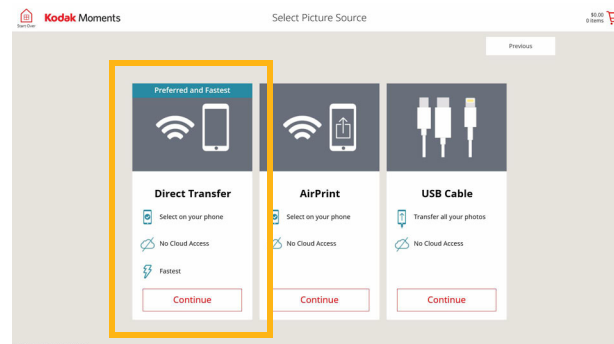 Start Over
Kodak Moments
Select Picture Source
$0.00
0 items
Previous
Preferred and Fastest
Direct Transfer
Select on your phone
No Cloud Access
Fastest
Continue
AirPrint
Select on your phone
No Cloud Access
Continue
USB Cable
Transfer all your photos
No Cloud Access
Continue